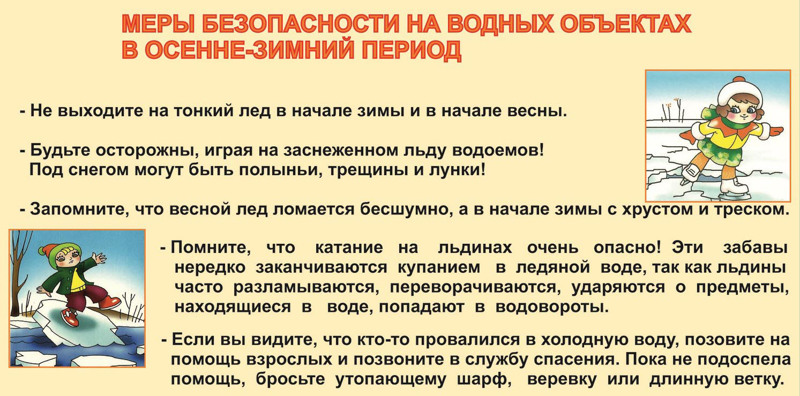 МЕРЫ БЕЗОПАСНОСТИ НА ВОДНЫХ ОБЪЕКТАХ
В ОСЕННЕ-ЗИМНИЙ ПЕРИОД
- Не выходите на тонкий лед в начале зимы и в начале весны.
- Будьте осторожны, играя на заснеженном льду водоемов!
Под снегом могут быть полыньи, трещины и лунки!
- Запомните, что весной лед ломается бесшумно, а в начале зимы с хрустом и треском.
- Помните, что катание на льдинах очень опасно! Эти забавы
нередко заканчиваются купанием в ледяной воде, так как льдины
часто разламываются, переворачиваются, ударяются о предметы,
находящиеся в воде, попадают в водовороты.
- Если вы видите, что кто-то провалился в холодную воду, позовите на
помощь взрослых и позвоните в службу спасения. Пока не подоспела
помощь, бросьте утопающему шарф, веревку или длинную ветку.